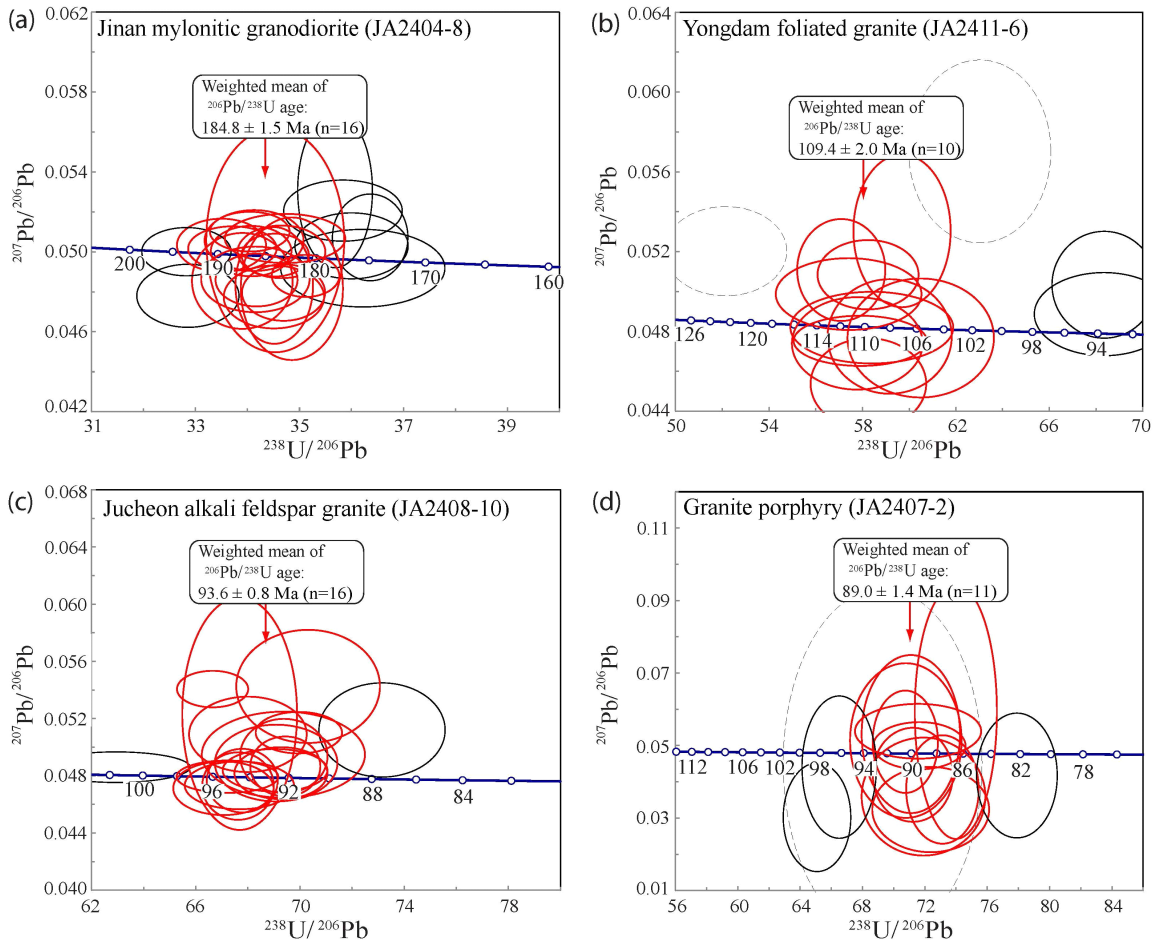 (a)
Jinan mylonitic granodiorite (JA2404-8)
Weighted mean of
²⁰⁶Pb/²³⁸U age:
184.8 ± 1.5 Ma (n=16)
0.062
0.058
0.054
0.050
0.046
0.042
²⁰⁷Pb/²⁰⁶Pb
200
190
180
170
160
31
33
35
37
39
²³⁸U/²⁰⁶Pb
(b)
Yongdam foliated granite (JA2411-6)
Weighted mean of
²⁰⁶Pb/²³⁸U age:
109.4 ± 2.0 Ma (n=10)
0.064
0.060
0.056
0.052
0.048
0.044
²⁰⁷Pb/²⁰⁶Pb
126
120
114
110
106
102
98
94
50
54
58
62
66
70
²³⁸U/²⁰⁶Pb
(c)
Jucheon alkali feldspar granite (JA2408-10)
Weighted mean of
²⁰⁶Pb/²³⁸U age:
93.6 ± 0.8 Ma (n=16)
0.068
0.064
0.060
0.056
0.052
0.048
0.044
0.040
²⁰⁷Pb/²⁰⁶Pb
100
96
92
88
84
62
66
70
74
78
²³⁸U/²⁰⁶Pb
(d)
Granite porphyry (JA2407-2)
Weighted mean of
²⁰⁶Pb/²³⁸U age:
89.0 ± 1.4 Ma (n=11)
0.11
0.09
0.07
0.05
0.03
0.01
²⁰⁷Pb/²⁰⁶Pb
112
106
102
98
94
90
86
82
78
56
60
64
68
72
76
80
84
²³⁸U/²⁰⁶Pb